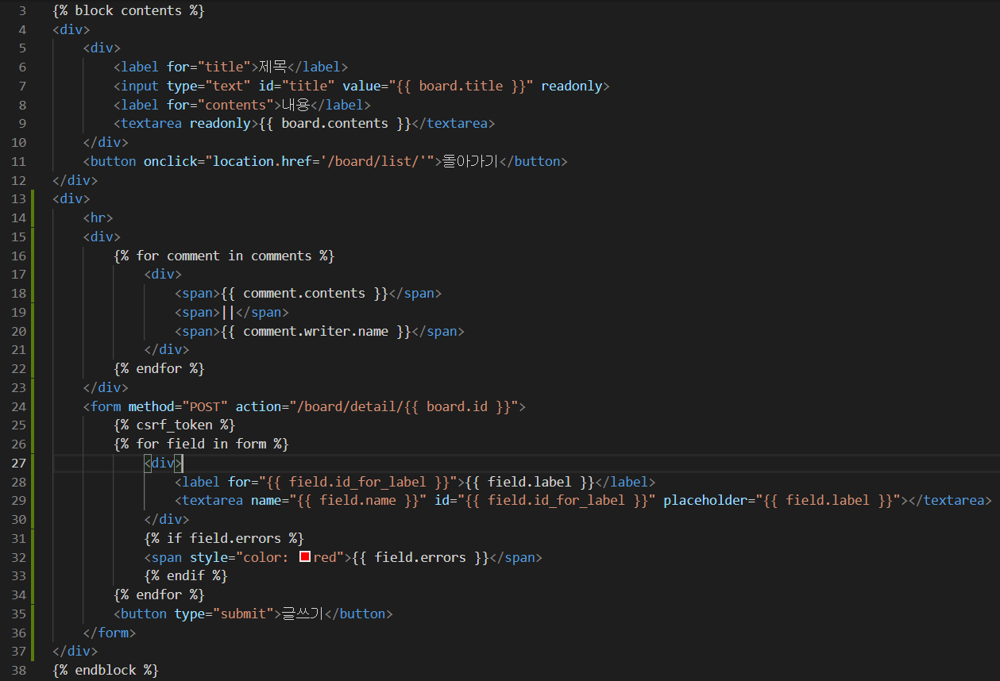 3 {% block contents %}
4 <div>
5 <div>
6 <label for="title">제목</label>
7 <input type="text" id="title" value="{{ board.title }}" readonly>
8 <label for="contents">내용</label>
9 <textarea readonly>{{ board.contents }}</textarea>
10 </div>
11 <button onclick="location.href='/board/list/'">돌아가기</button>
12 </div>
13 <div>
14 <hr>
15 <div>
16 {% for comment in comments %}
17 <div>
18 <span>{{ comment.contents }}</span>
19 <span>||</span>
20 <span>{{ comment.writer.name }}</span>
21 </div>
22 {% endfor %}
23 </div>
24 <form method="POST" action="/board/detail/{{ board.id }}">
25 {% csrf_token %}
26 {% for field in form %}
27 <div>
28 <label for="{{ field.id_for_label }}">{{ field.label }}</label>
29 <textarea name="{{ field.name }}" id="{{ field.id_for_label }}" placeholder="{{ field.label }}"></textarea>
30 </div>
31 {% if field.errors %}
32 <span style="color: red">{{ field.errors }}</span>
33 {% endif %}
34 {% endfor %}
35 <button type="submit">글쓰기</button>
36 </form>
37 </div>
38 {% endblock %}